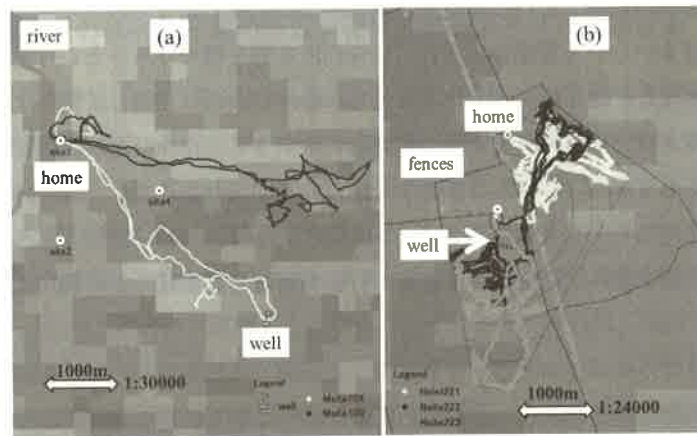 river
(a)
home
well
1000m
1:30000
Legend
well
(b)
home
fences
well
1000m
1:24000
Legend